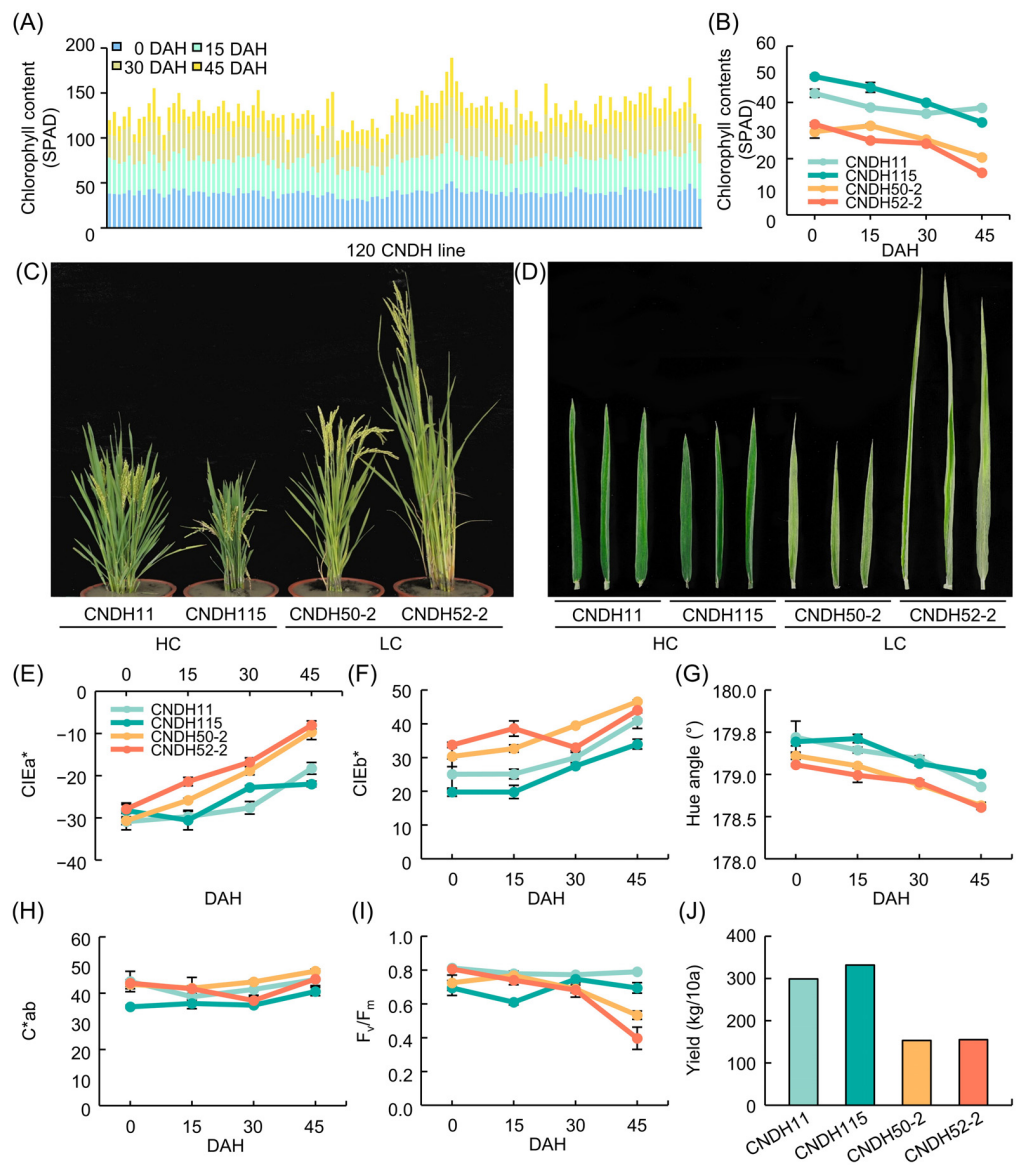 (A)
Chlorophyll content
(SPAD)
200
150
100
50
0
0 DAH
15 DAH
30 DAH
45 DAH
120 CNDH line
(B)
Chlorophyll contents
(SPAD)
60
50
40
30
20
10
0
CNDH11
CNDH115
CNDH50-2
CNDH52-2
0 15 30 45
DAH
(C)
CNDH11 CNDH115 CNDH50-2 CNDH52-2
HC LC
(D)
CNDH11 CNDH115 CNDH50-2 CNDH52-2
HC LC
(E)
0 15 30 45
CIEa*
0
−10
−20
−30
−40
CNDH11
CNDH115
CNDH50-2
CNDH52-2
DAH
(F)
CIEb*
50
40
30
20
10
0
0 15 30 45
DAH
(G)
Hue angle (°)
180.0
179.8
179.0
178.5
178.0
0 15 30 45
DAH
(H)
C*ab
60
50
40
30
20
10
0
0 15 30 45
DAH
(I)
Fv/Fm
1.0
0.8
0.6
0.4
0.2
0.0
0 15 30 45
DAH
(J)
Yield (kg/10a)
400
300
200
100
0
CNDH11
CNDH115
CNDH50-2
CNDH52-2